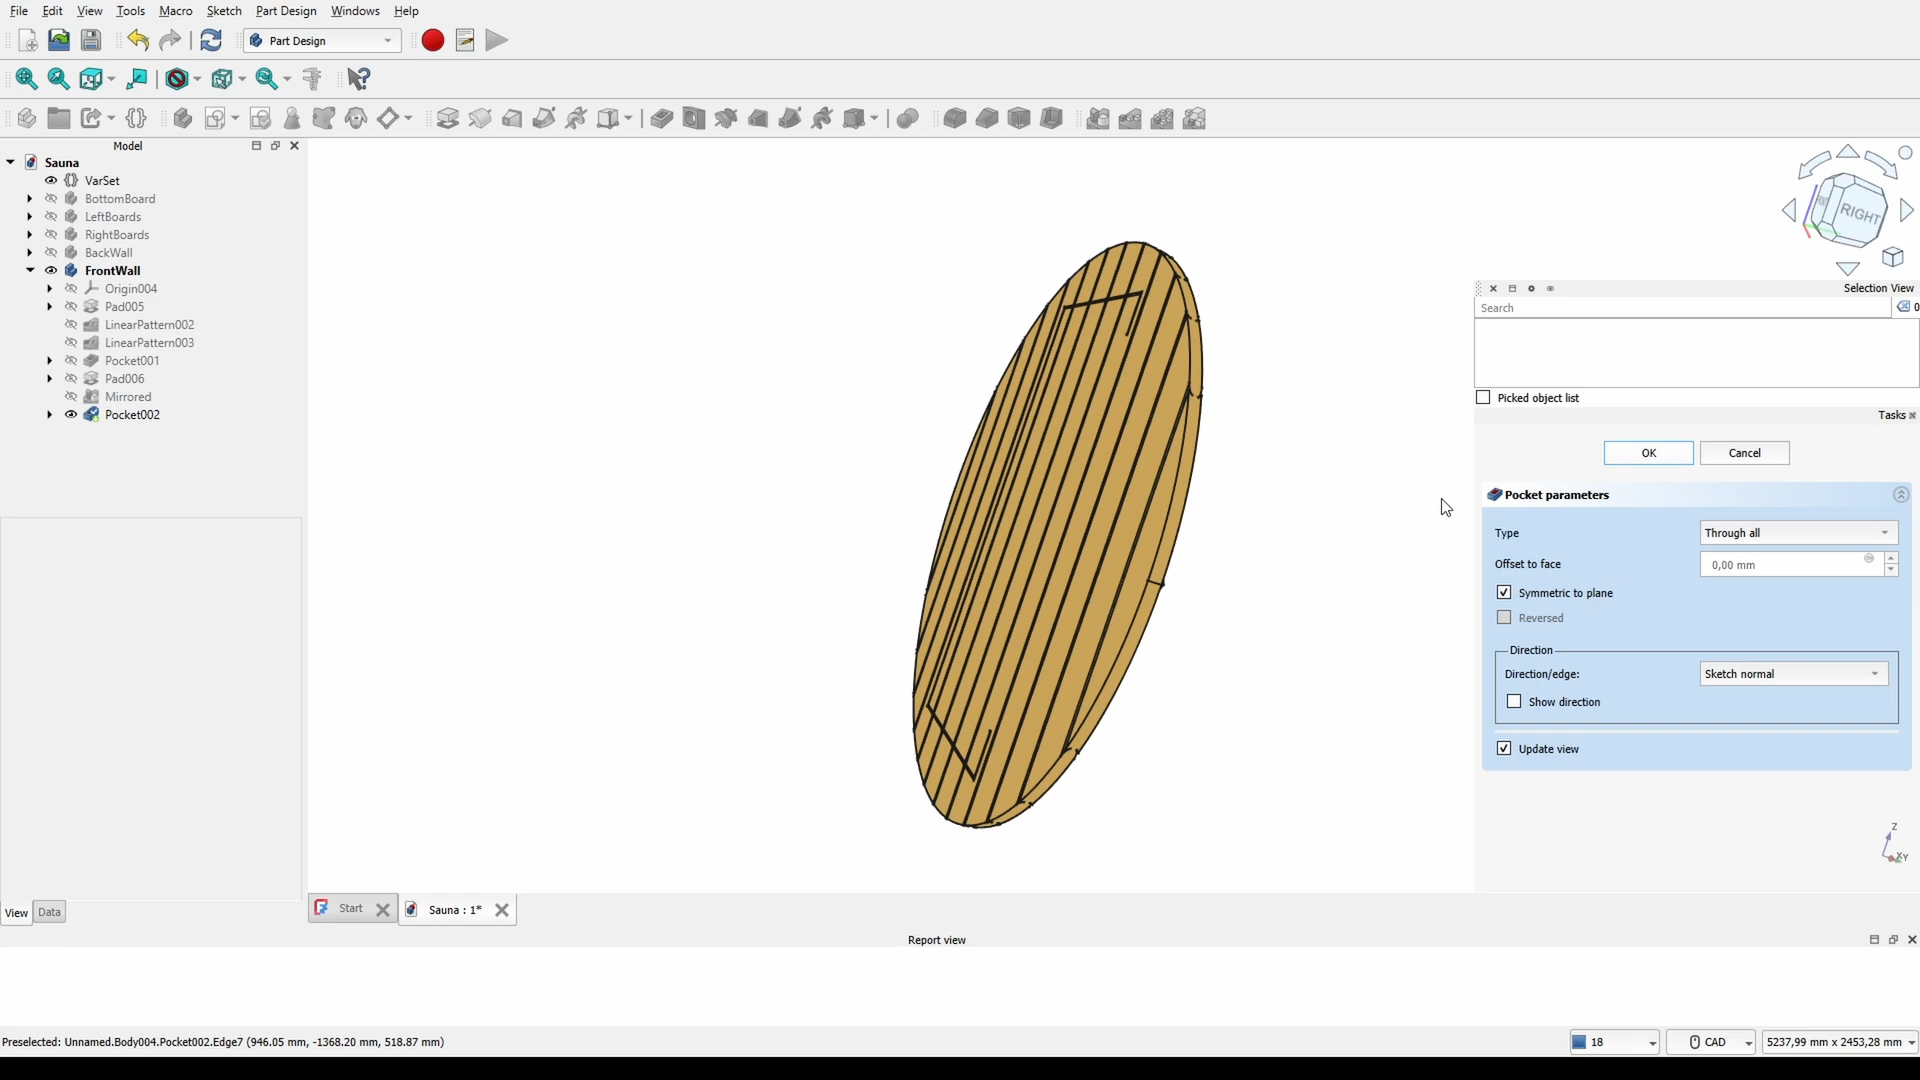 File Edit View Tools Macro Sketch Part Design Windows Help
Part Design
Model
Sauna
VarSet
BottomBoard
LeftBoards
RightBoards
BackWall
FrontWall
Origin004
Pad005
LinearPattern002
LinearPattern003
Pocket001
Pad006
Mirrored
Pocket002
View Data
RIGHT
Selection View
Search
0
Picked object list
Tasks
OK Cancel
Pocket parameters
Type Through all
Offset to face 0,00 mm
Symmetric to plane
Reversed
Direction
Direction/edge: Sketch normal
Show direction
Update view
Z
X Y
Start Sauna : 1*
Report view
Preselected: Unnamed.Body004.Pocket002.Edge7 (946.05 mm, -1368.20 mm, 518.87 mm)
18 CAD 5237,99 mm x 2453,28 mm